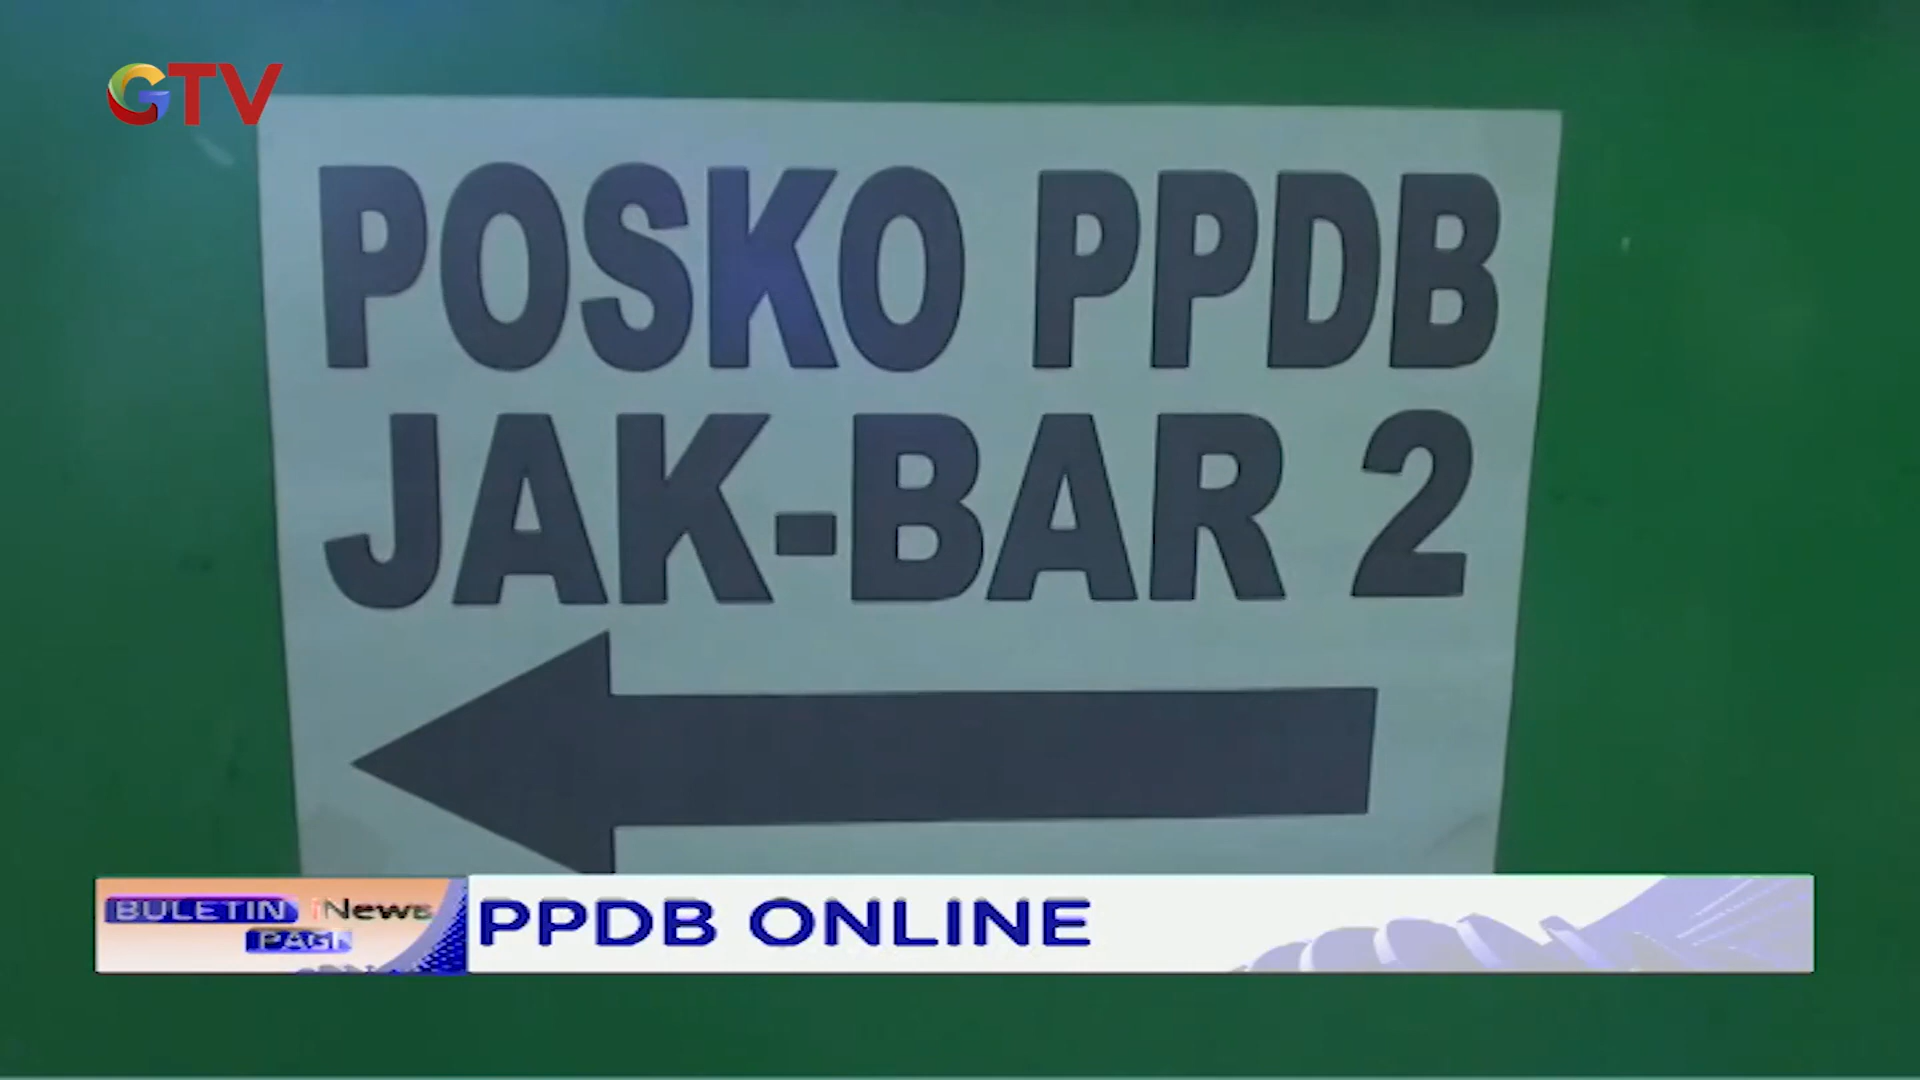 GTV
POSKO PPDB
JAK-BAR 2
BULETIN iNews
PAGI
PPDB ONLINE